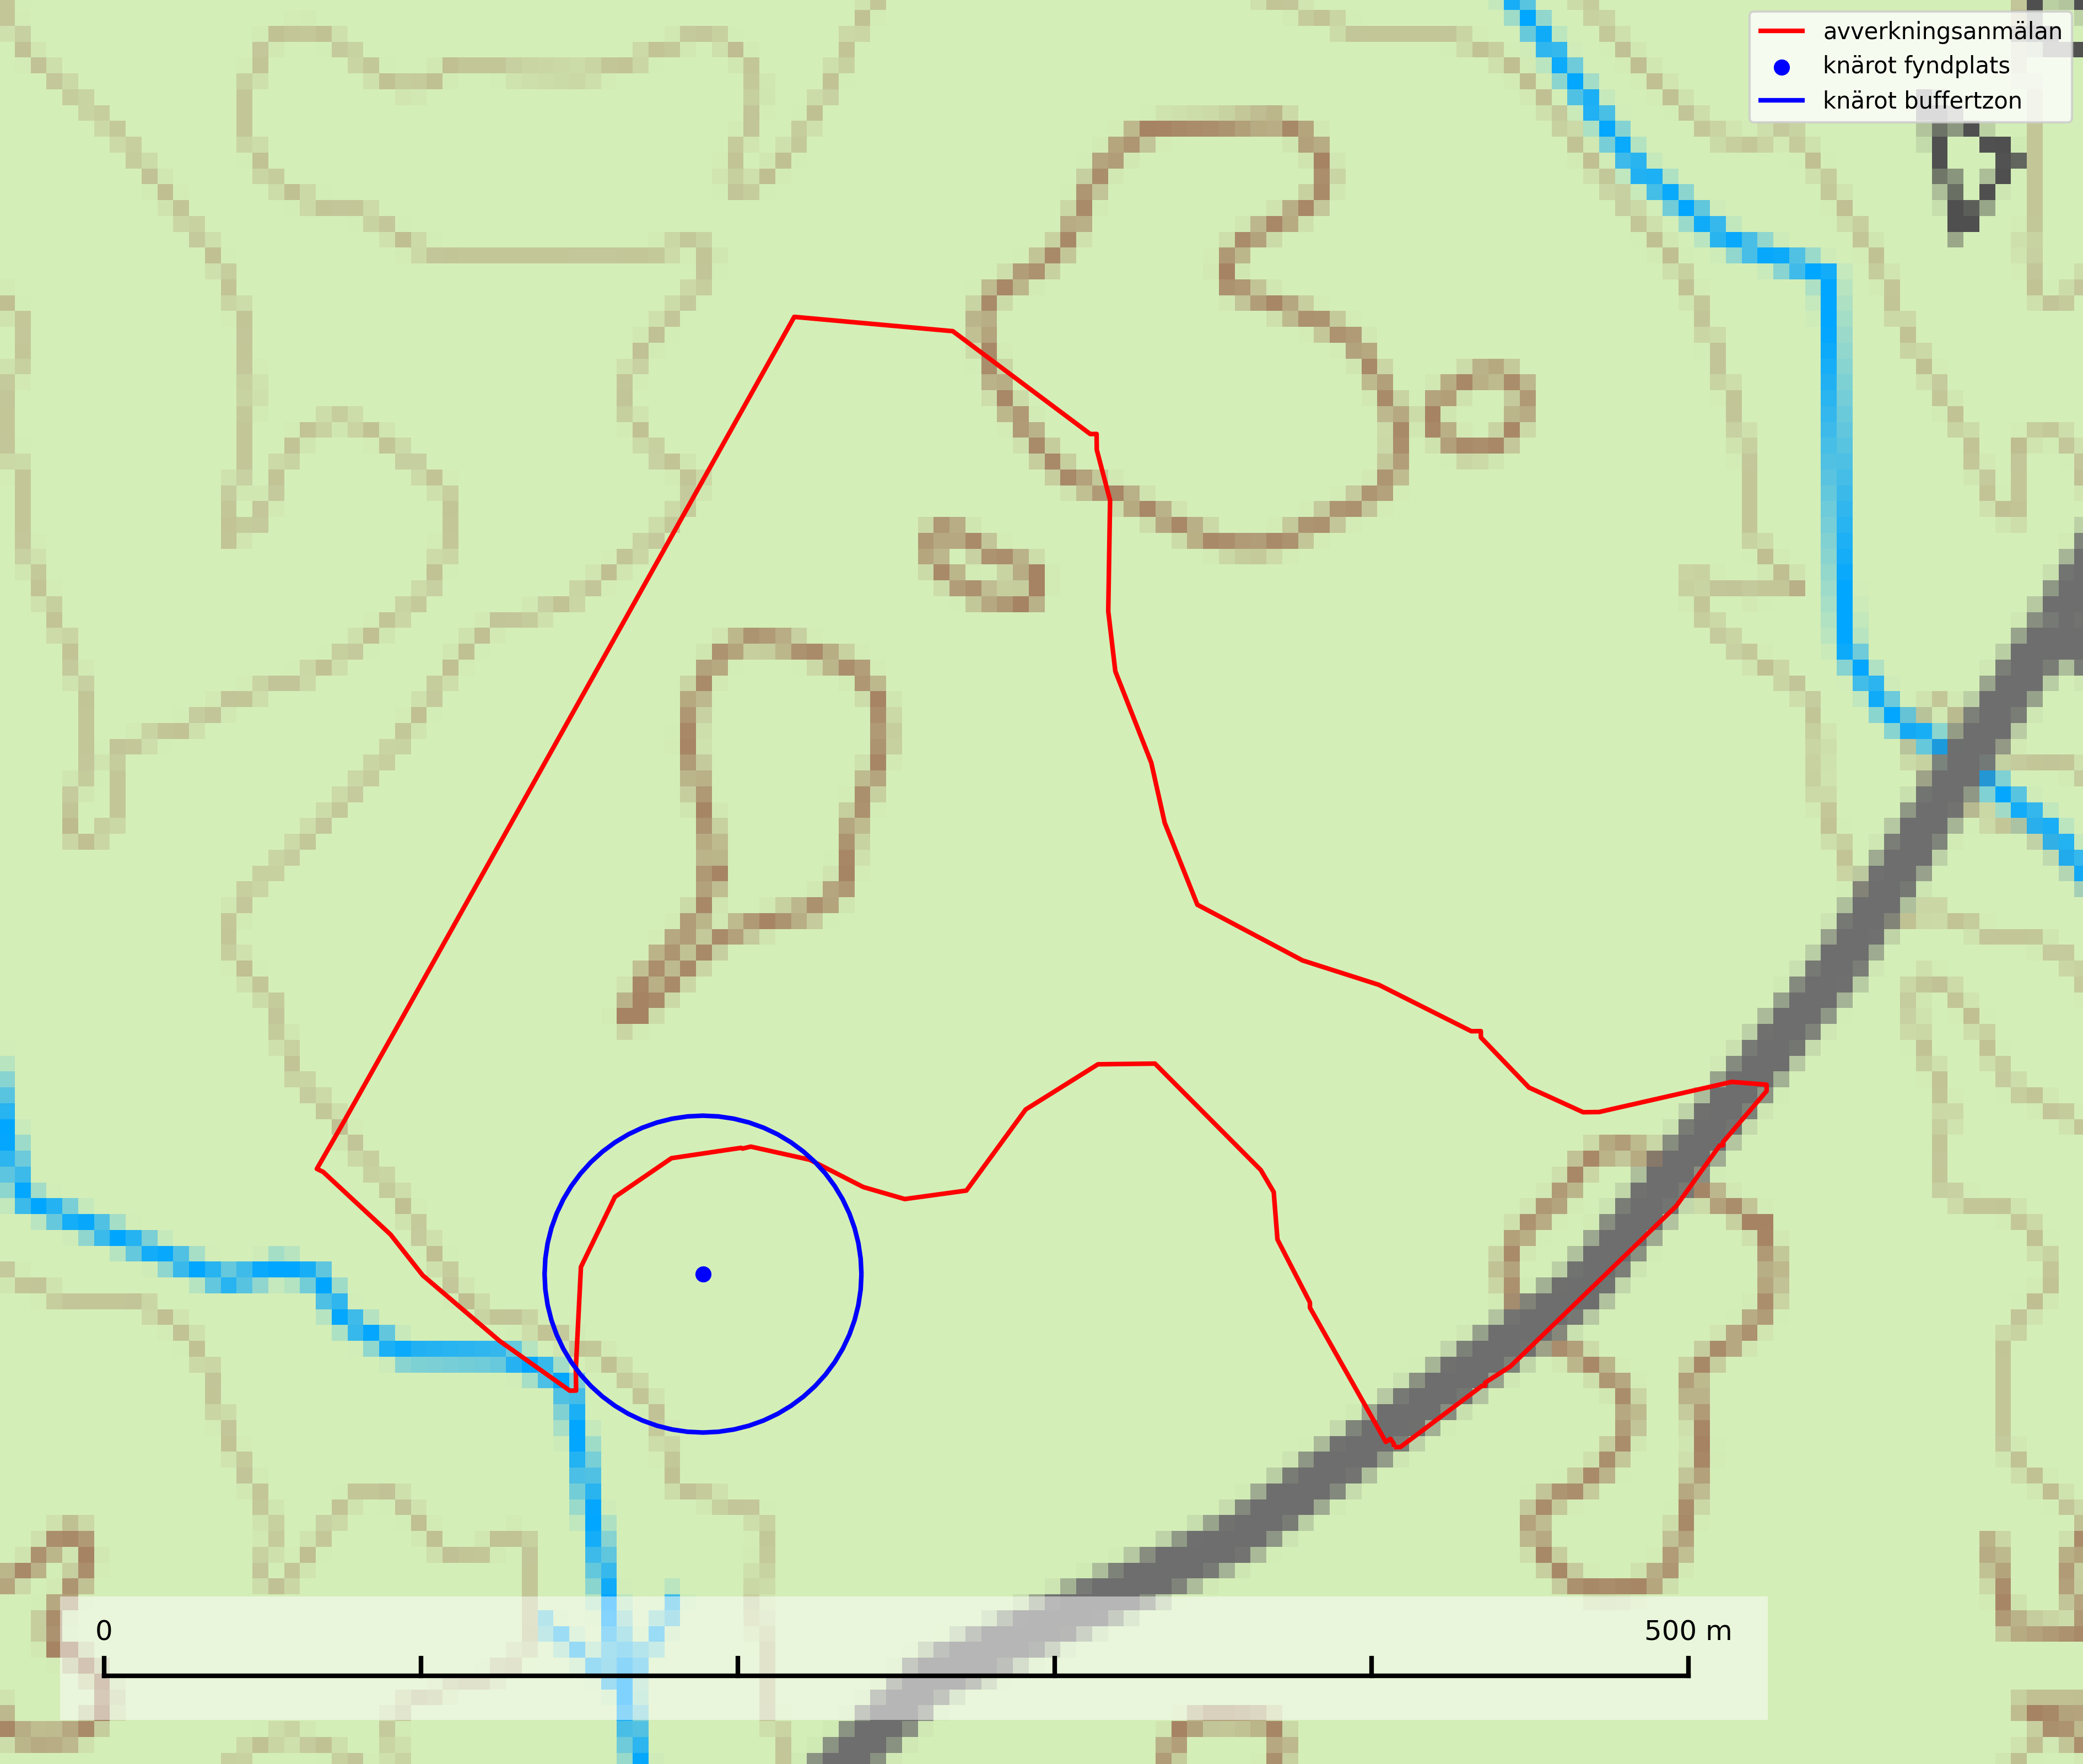 avverkningsanmälan
knärot fyndplats
knärot buffertzon
0
500 m